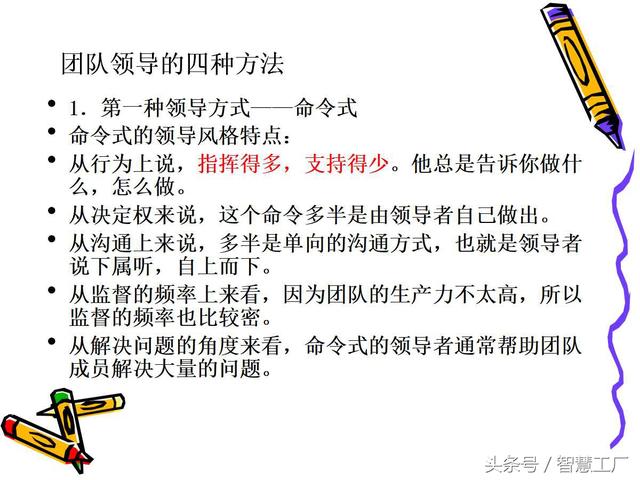 团队领导的四种方法
• 1．第一种领导方式——命令式
• 命令式的领导风格特点：
• 从行为上说，指挥得多，支持得少。他总是告诉你做什
么，怎么做。
• 从决定权来说，这个命令多半是由领导者自己做出。
• 从沟通上来说，多半是单向的沟通方式，也就是领导者
说下属听，自上而下。
• 从监督的频率上来看，因为团队的生产力不太高，所以
监督的频率也比较密。
• 从解决问题的角度来看，命令式的领导者通常帮助团队
成员解决大量的问题。
头条号／智慧工厂